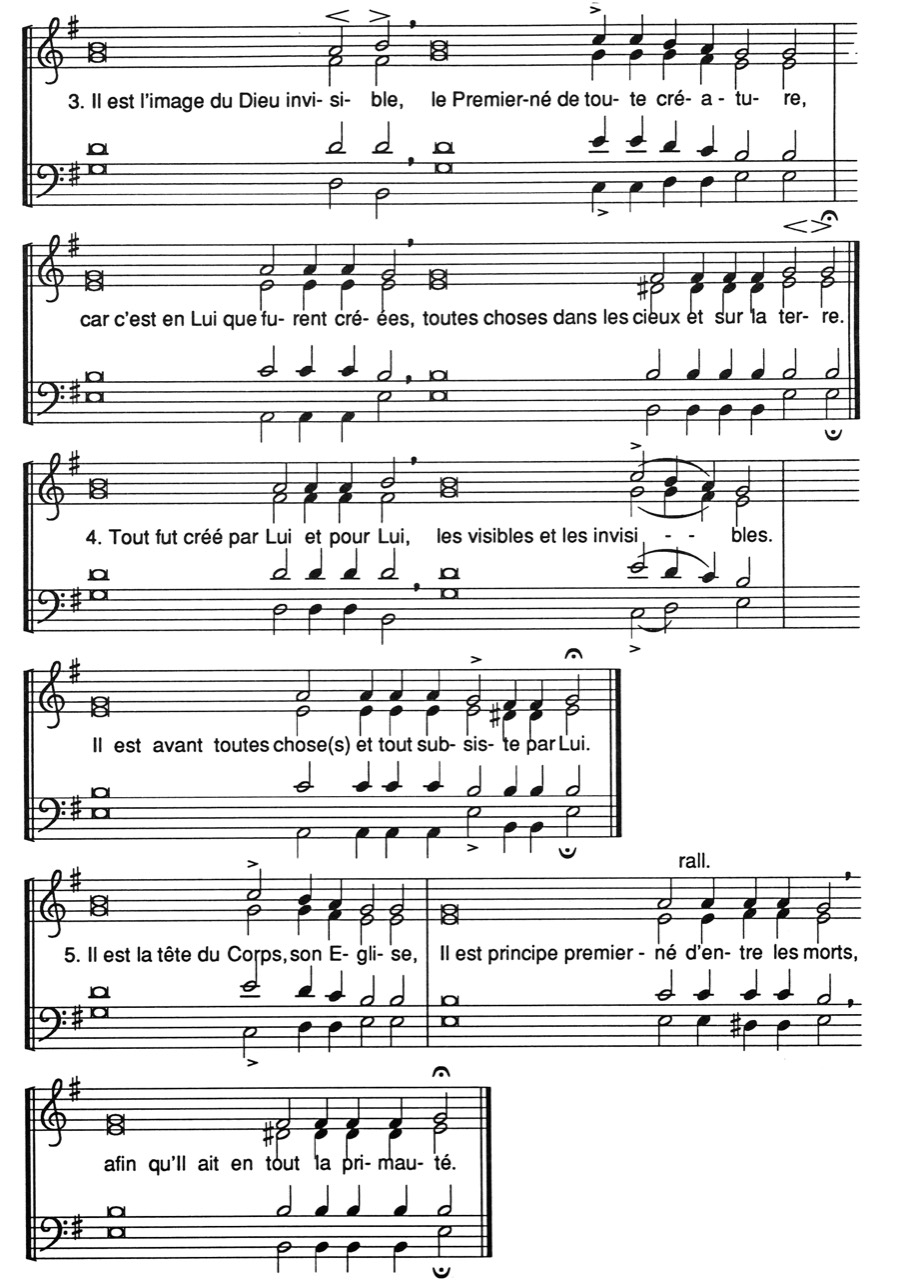 3. Il est l'image du Dieu invi- si- ble, le Premier-né de tou- te cré- a - tu- re,
car c'est en Lui que fu- rent cré- ées, toutes choses dans les cieux et sur la ter- re.
4. Tout fut créé par Lui et pour Lui, les visibles et les invisi - - bles.
Il est avant toutes chose(s) et tout sub- sis- te par Lui.
rall.
5. Il est la tête du Corps, son E- gli- se, Il est principe premier - né d'en- tre les morts,
afin qu'Il ait en tout la pri- mau- té.